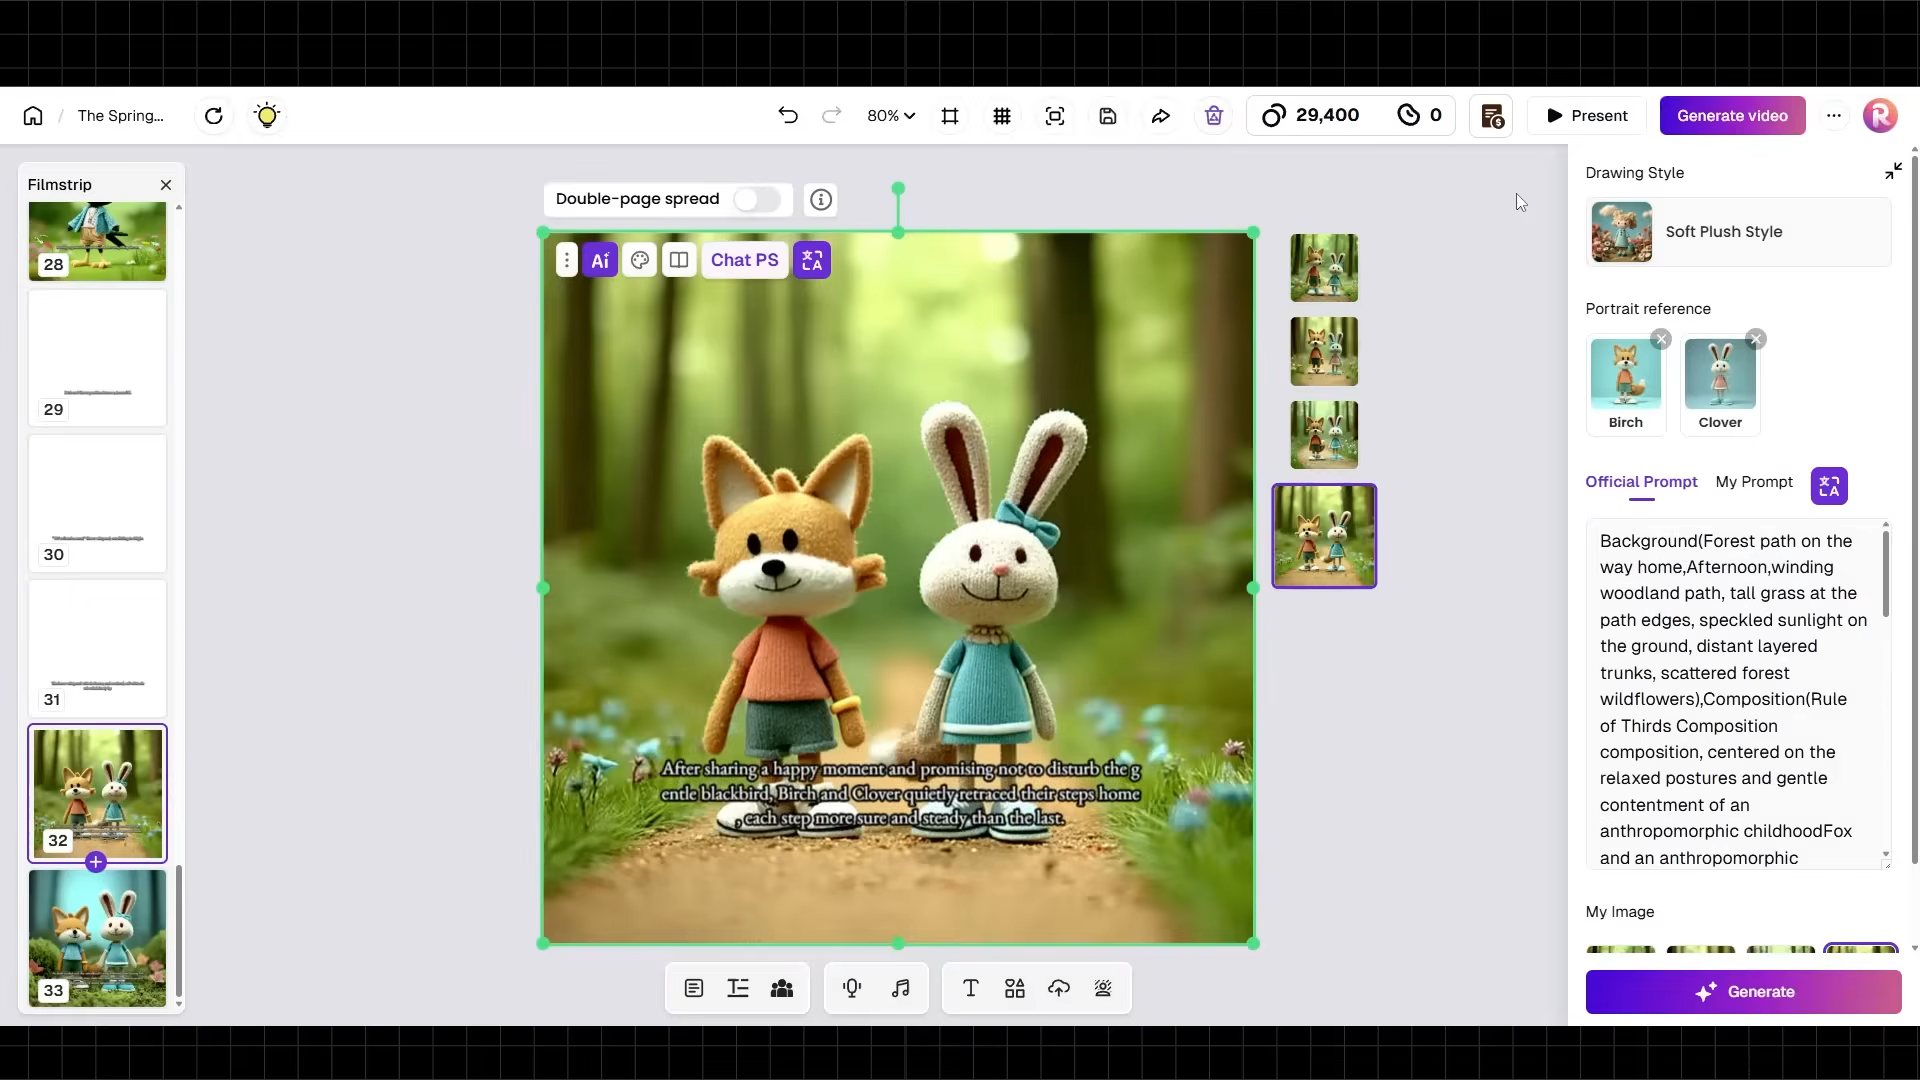 / The Spring...
80%
29,400
0
Present
Generate video
R
Filmstrip
28
29
30
31
32
33
Double-page spread
Ai
Chat PS
After sharing a happy moment and promising not to disturb the g
entle blackbird, Birch and Clover quietly retraced their steps home
, each step more sure and steady than the last.
Drawing Style
Soft Plush Style
Portrait reference
Birch
Clover
Official Prompt
My Prompt
Background(Forest path on the
way home,Afternoon,winding
woodland path, tall grass at the
path edges, speckled sunlight on
the ground, distant layered
trunks, scattered forest
wildflowers),Composition(Rule
of Thirds Composition
composition, centered on the
relaxed postures and gentle
contentment of an
anthropomorphic childhoodFox
and an anthropomorphic
My Image
Generate